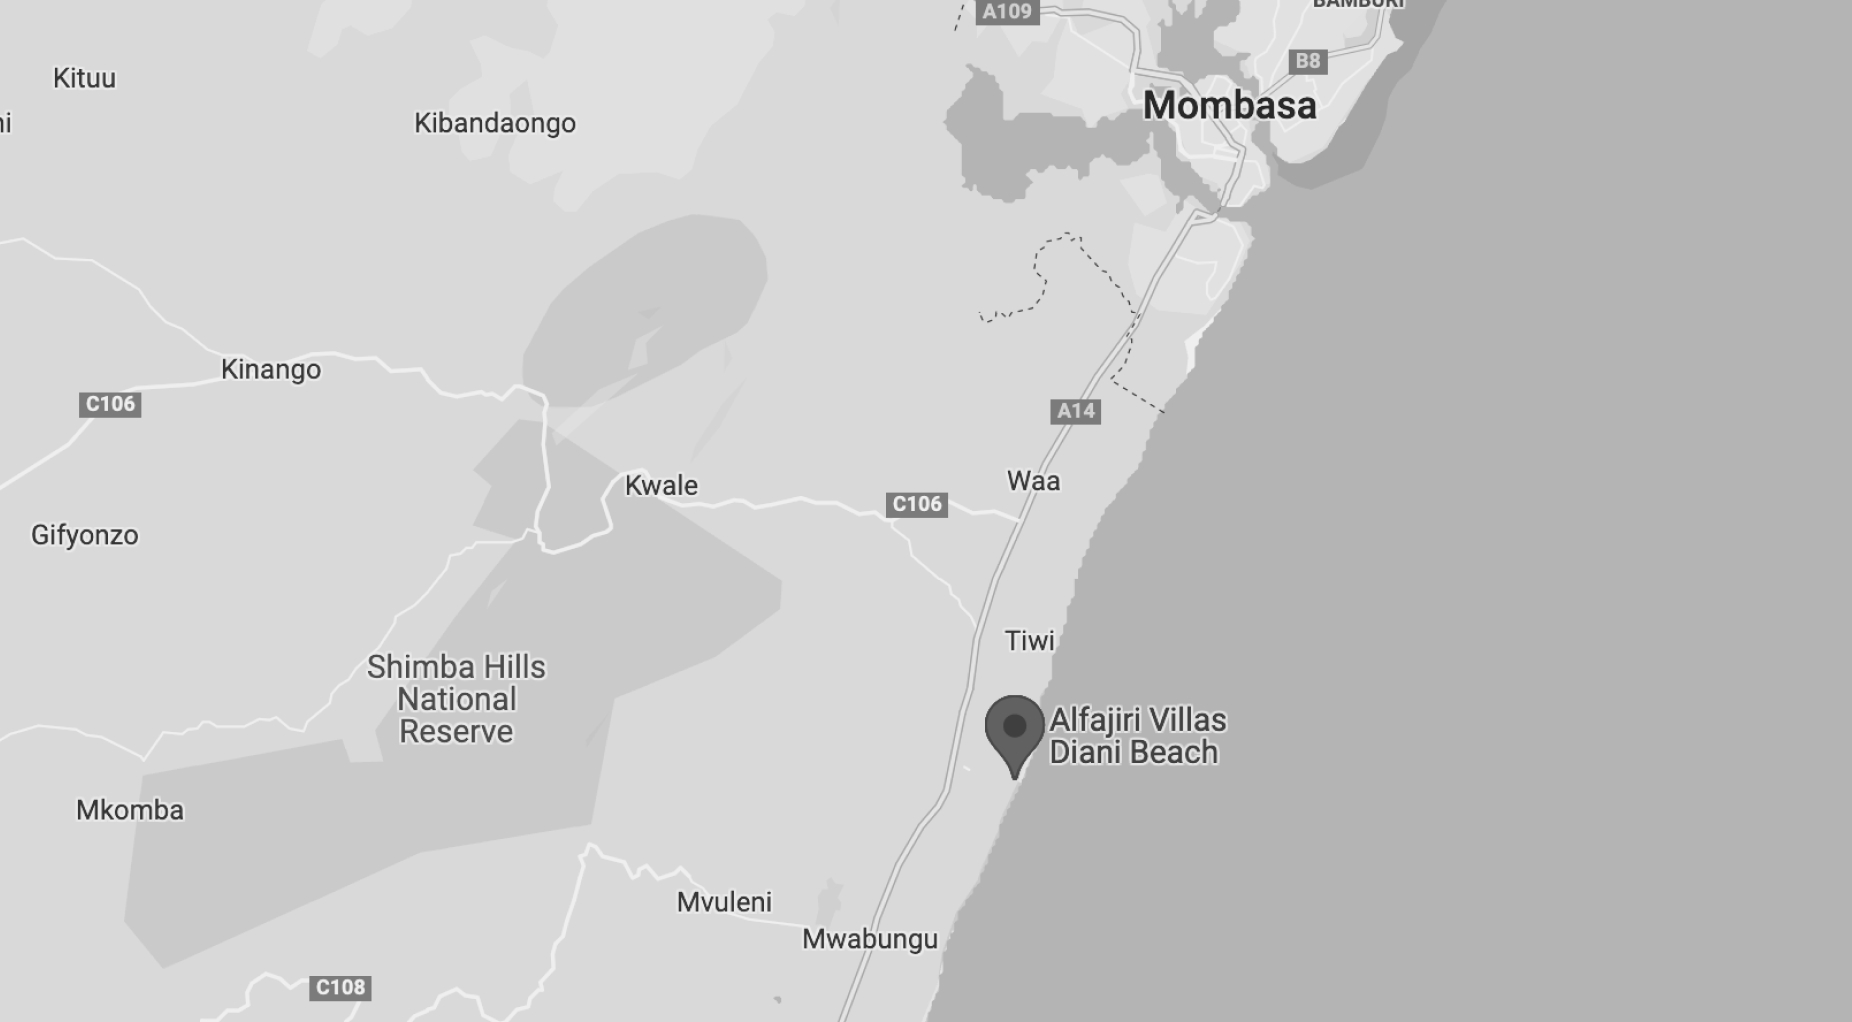 A109
BAMBURI
B8
Kituu
Mombasa
Kibandaongo
Kinango
C106
A14
Kwale
Waa
C106
Gifyonzo
Tiwi
Shimba Hills
National
Reserve
Alfajiri Villas
Diani Beach
Mkomba
Mvuleni
Mwabungu
C108